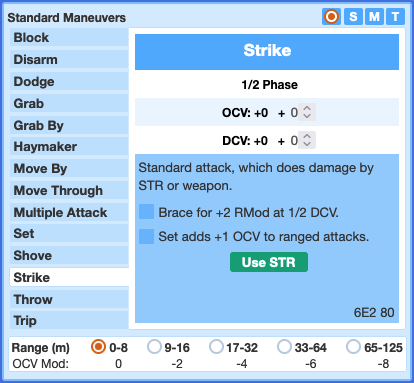 Standard Maneuvers
S M T
Block
Disarm
Dodge
Grab
Grab By
Haymaker
Move By
Move Through
Multiple Attack
Set
Shove
Strike
Throw
Trip
Strike
1/2 Phase
OCV: +0 + 0
DCV: +0 + 0
Standard attack, which does damage by
STR or weapon.
Brace for +2 RMod at 1/2 DCV.
Set adds +1 OCV to ranged attacks.
Use STR
6E2 80
Range (m) 0-8 9-16 17-32 33-64 65-125
OCV Mod: 0 -2 -4 -6 -8